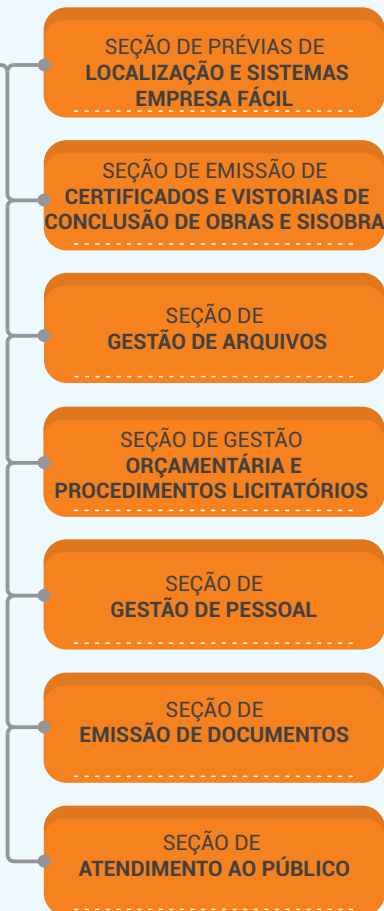 SEÇÃO DE PRÉVIAS DE
LOCALIZAÇÃO E SISTEMAS
EMPRESA FÁCIL
SEÇÃO DE EMISSÃO DE
CERTIFICADOS E VISTORIAS DE
CONCLUSÃO DE OBRAS E SISOBRA
SEÇÃO DE
GESTÃO DE ARQUIVOS
SEÇÃO DE GESTÃO
ORÇAMENTÁRIA E
PROCEDIMENTOS LICITATÓRIOS
SEÇÃO DE
GESTÃO DE PESSOAL
SEÇÃO DE
EMISSÃO DE DOCUMENTOS
SEÇÃO DE
ATENDIMENTO AO PÚBLICO